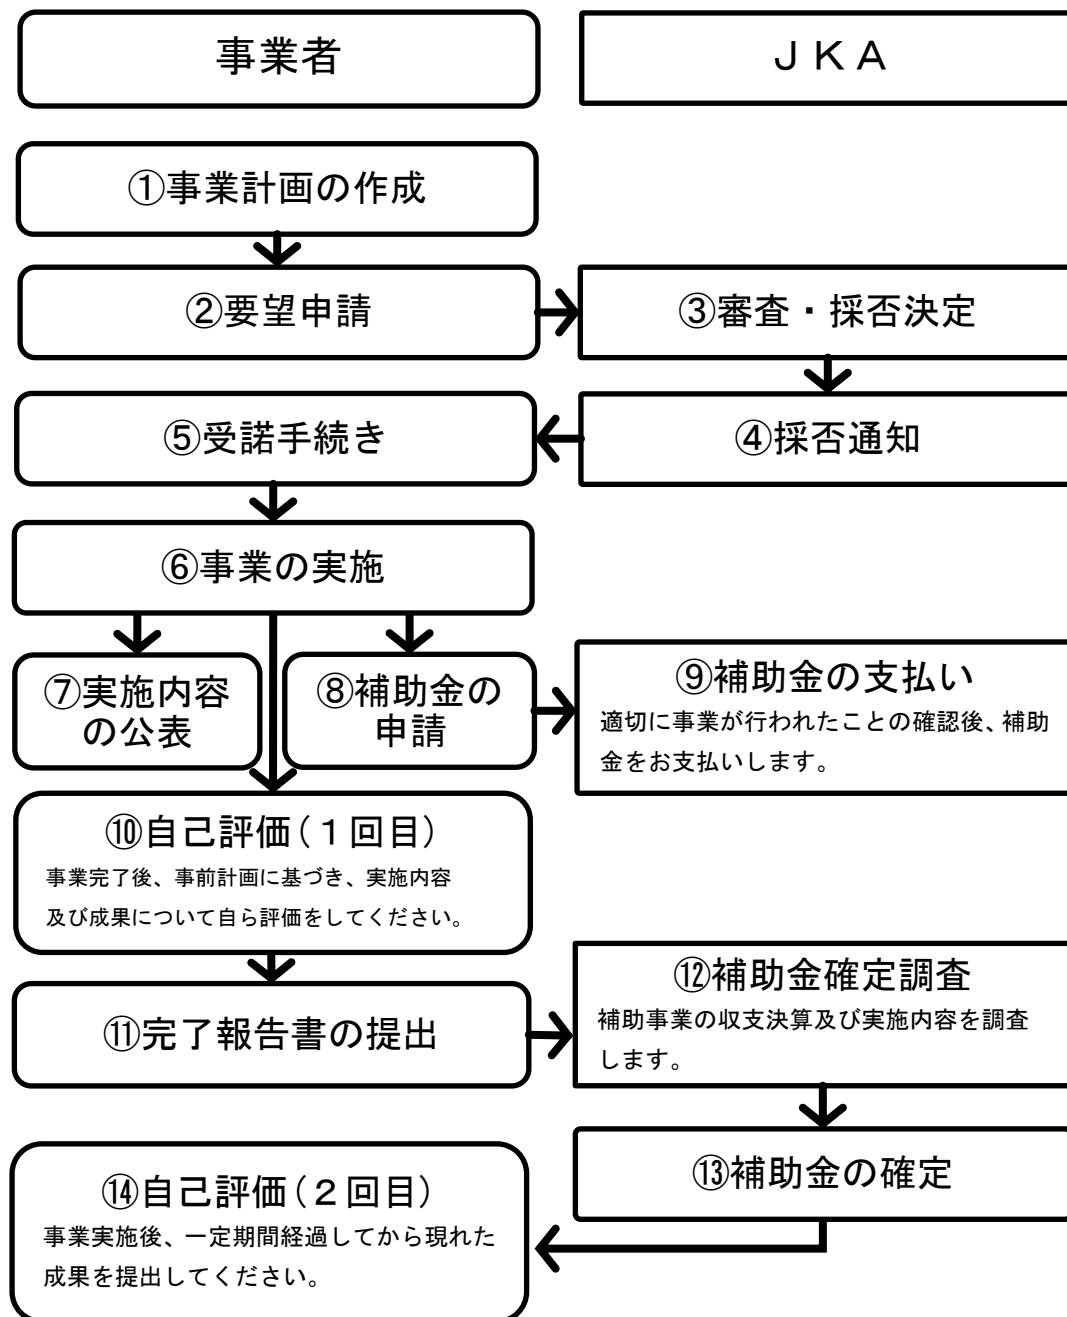 事業者
ＪＫＡ
①事業計画の作成
②要望申請
③審査・採否決定
④採否通知
⑤受諾手続き
⑥事業の実施
⑦実施内容
の公表
⑧補助金の
申請
⑨補助金の支払い
適切に事業が行われたことの確認後、補助
金をお支払いします。
⑩自己評価（１回目）
事業完了後、事前計画に基づき、実施内容
及び成果について自ら評価をしてください。
⑪完了報告書の提出
⑫補助金確定調査
補助事業の収支決算及び実施内容を調査
します。
⑬補助金の確定
⑭自己評価（２回目）
事業実施後、一定期間経過してから現れた
成果を提出してください。